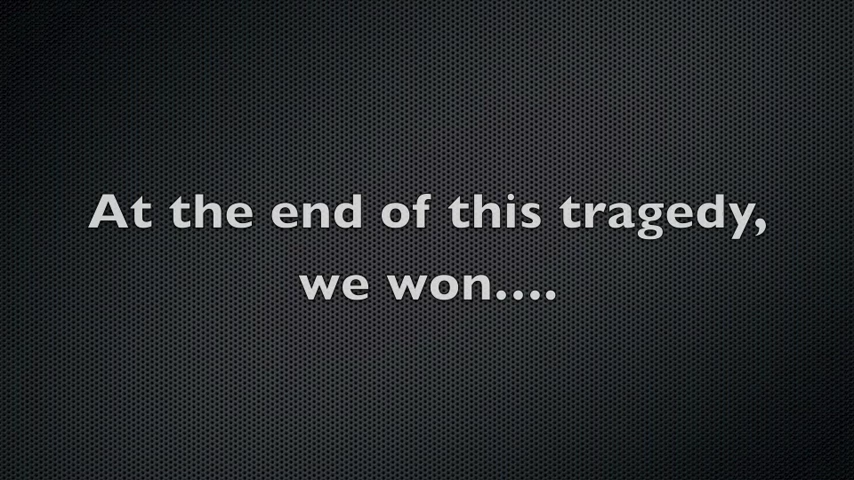 At the end of this tragedy,
we won....